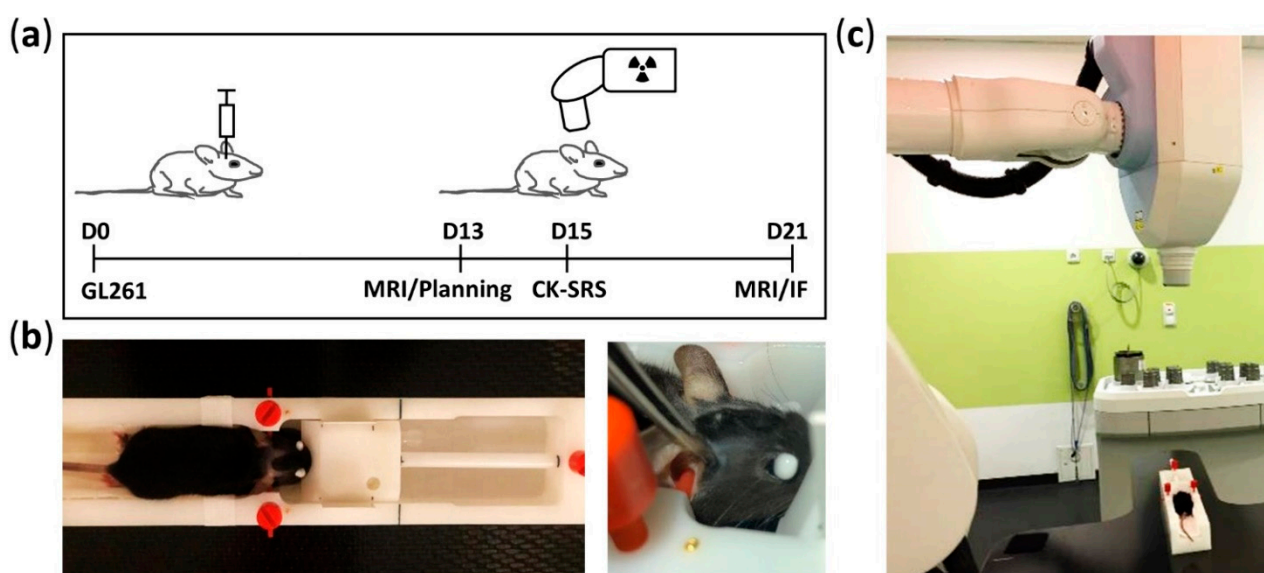 (a)
D0 D13 D15 D21
GL261 MRI/Planning CK-SRS MRI/IF
(b)
(c)